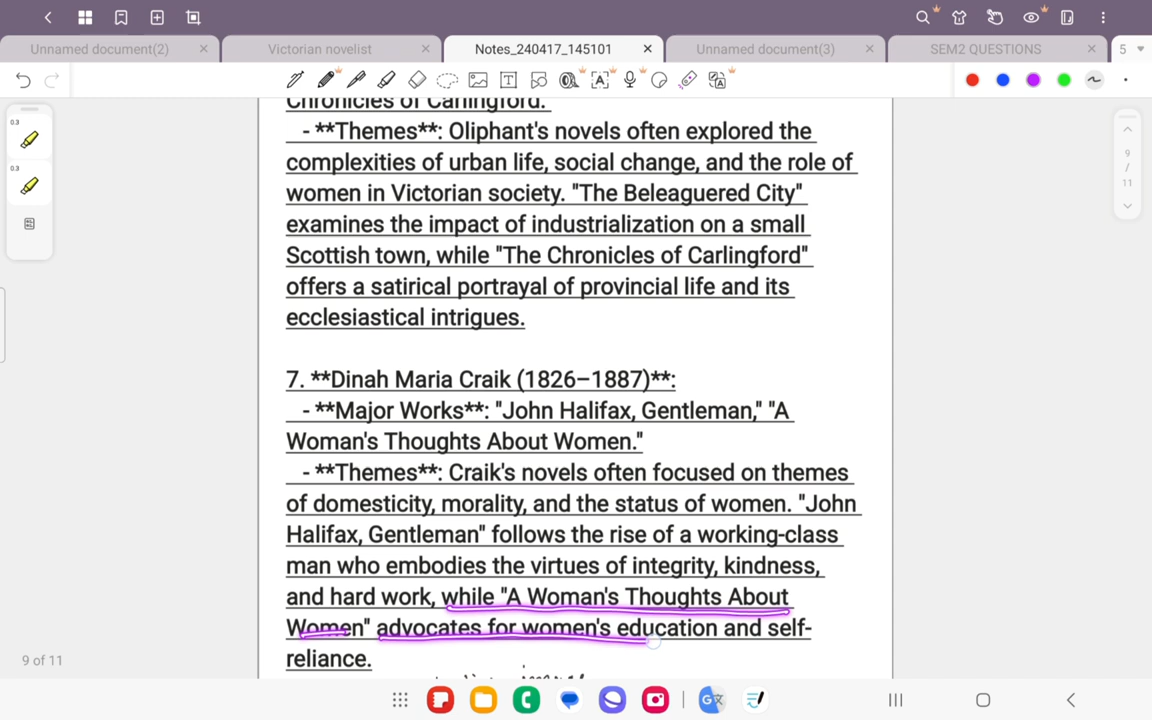 Unnamed document(2)
Victorian novelist
Notes_240417_145101
Unnamed document(3)
SEM2 QUESTIONS
5
0.3
0.3
9
/
11
Chronicles of Carlingford.
- **Themes**: Oliphant's novels often explored the
complexities of urban life, social change, and the role of
women in Victorian society. "The Beleaguered City"
examines the impact of industrialization on a small
Scottish town, while "The Chronicles of Carlingford"
offers a satirical portrayal of provincial life and its
ecclesiastical intrigues.
7. **Dinah Maria Craik (1826–1887)**:
- **Major Works**: "John Halifax, Gentleman," "A
Woman's Thoughts About Women."
- **Themes**: Craik's novels often focused on themes
of domesticity, morality, and the status of women. "John
Halifax, Gentleman" follows the rise of a working-class
man who embodies the virtues of integrity, kindness,
and hard work, while "A Woman's Thoughts About
Women" advocates for women's education and self-
reliance.
9 of 11